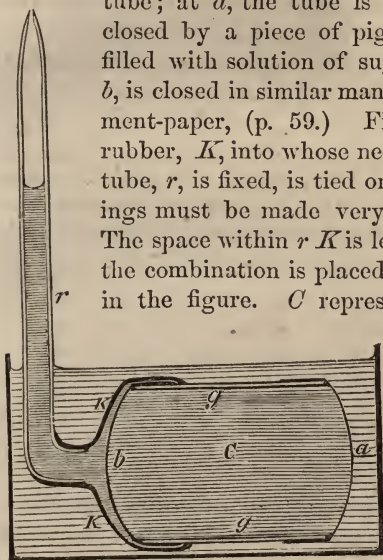 tube; at a, the tube is
closed by a piece of pig
filled with solution of su
b, is closed in similar man
ment-paper, (p. 59.) F
rubber, K, into whose ne
tube, r, is fixed, is tied o
ings must be made very
The space within r K is le
the combination is placed
in the figure. C repres
r
K g
b C a
K g